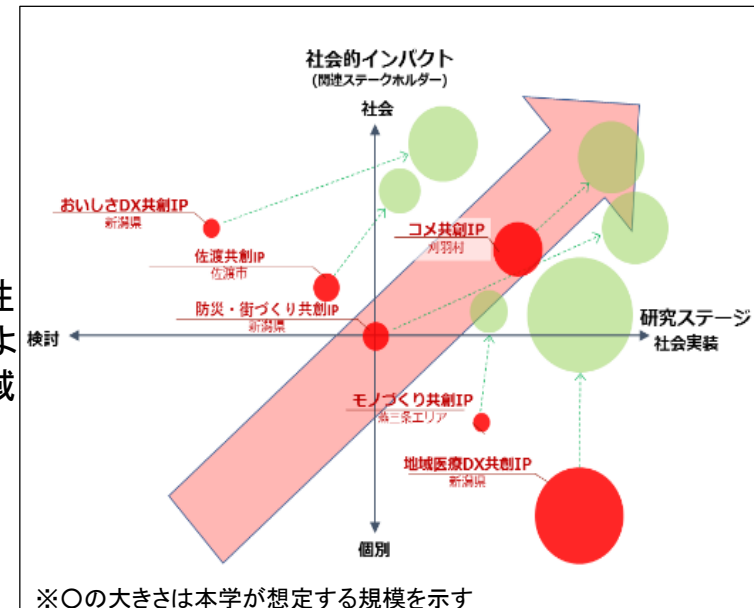 社会的インパクト
(関連ステークホルダー)
社会
おいしさDX共創IP
新潟県
佐渡共創IP
佐渡市
コメ共創IP
刈羽村
防災・街づくり共創IP
新潟県
性
よ
域
検討
研究ステージ
社会実装
モノづくり共創IP
燕三条エリア
地域医療DX共創IP
新潟県
個別
※〇の大きさは本学が想定する規模を示す